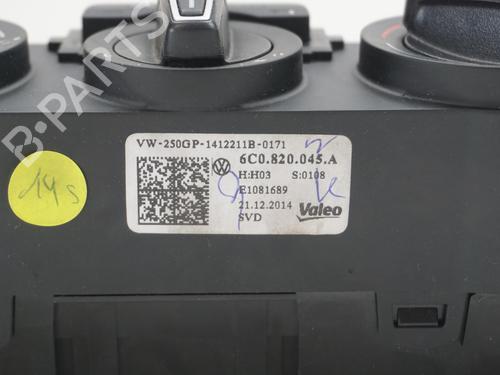 B-PARTS
VW-250GP-1412211B-0171
6C0.820.045.A
H:H03 S:0108
E1081689
21.12.2014
SVD
Valeo
14s